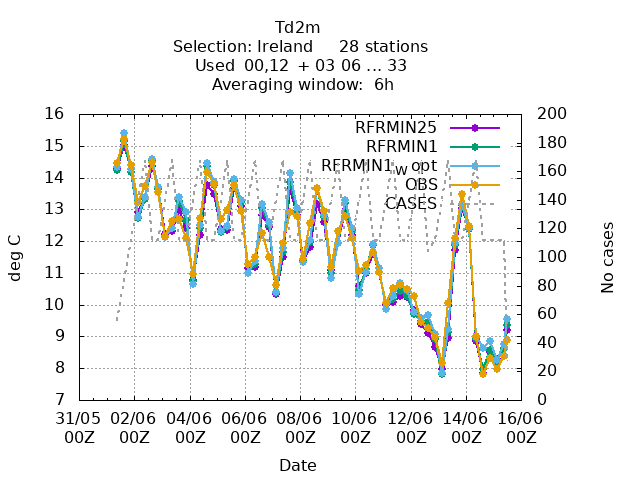 Td2m
Selection: Ireland 28 stations
Used 00,12 + 03 06 ... 33
Averaging window: 6h
16
15
14
13
12
11
10
9
8
7
deg C
200
180
160
140
120
100
80
60
40
20
0
No cases
RFRMIN25
RFRMIN1
RFRMIN1w opt
OBS
CASES
31/05 02/06 04/06 06/06 08/06 10/06 12/06 14/06 16/06
00Z 00Z 00Z 00Z 00Z 00Z 00Z 00Z 00Z
Date